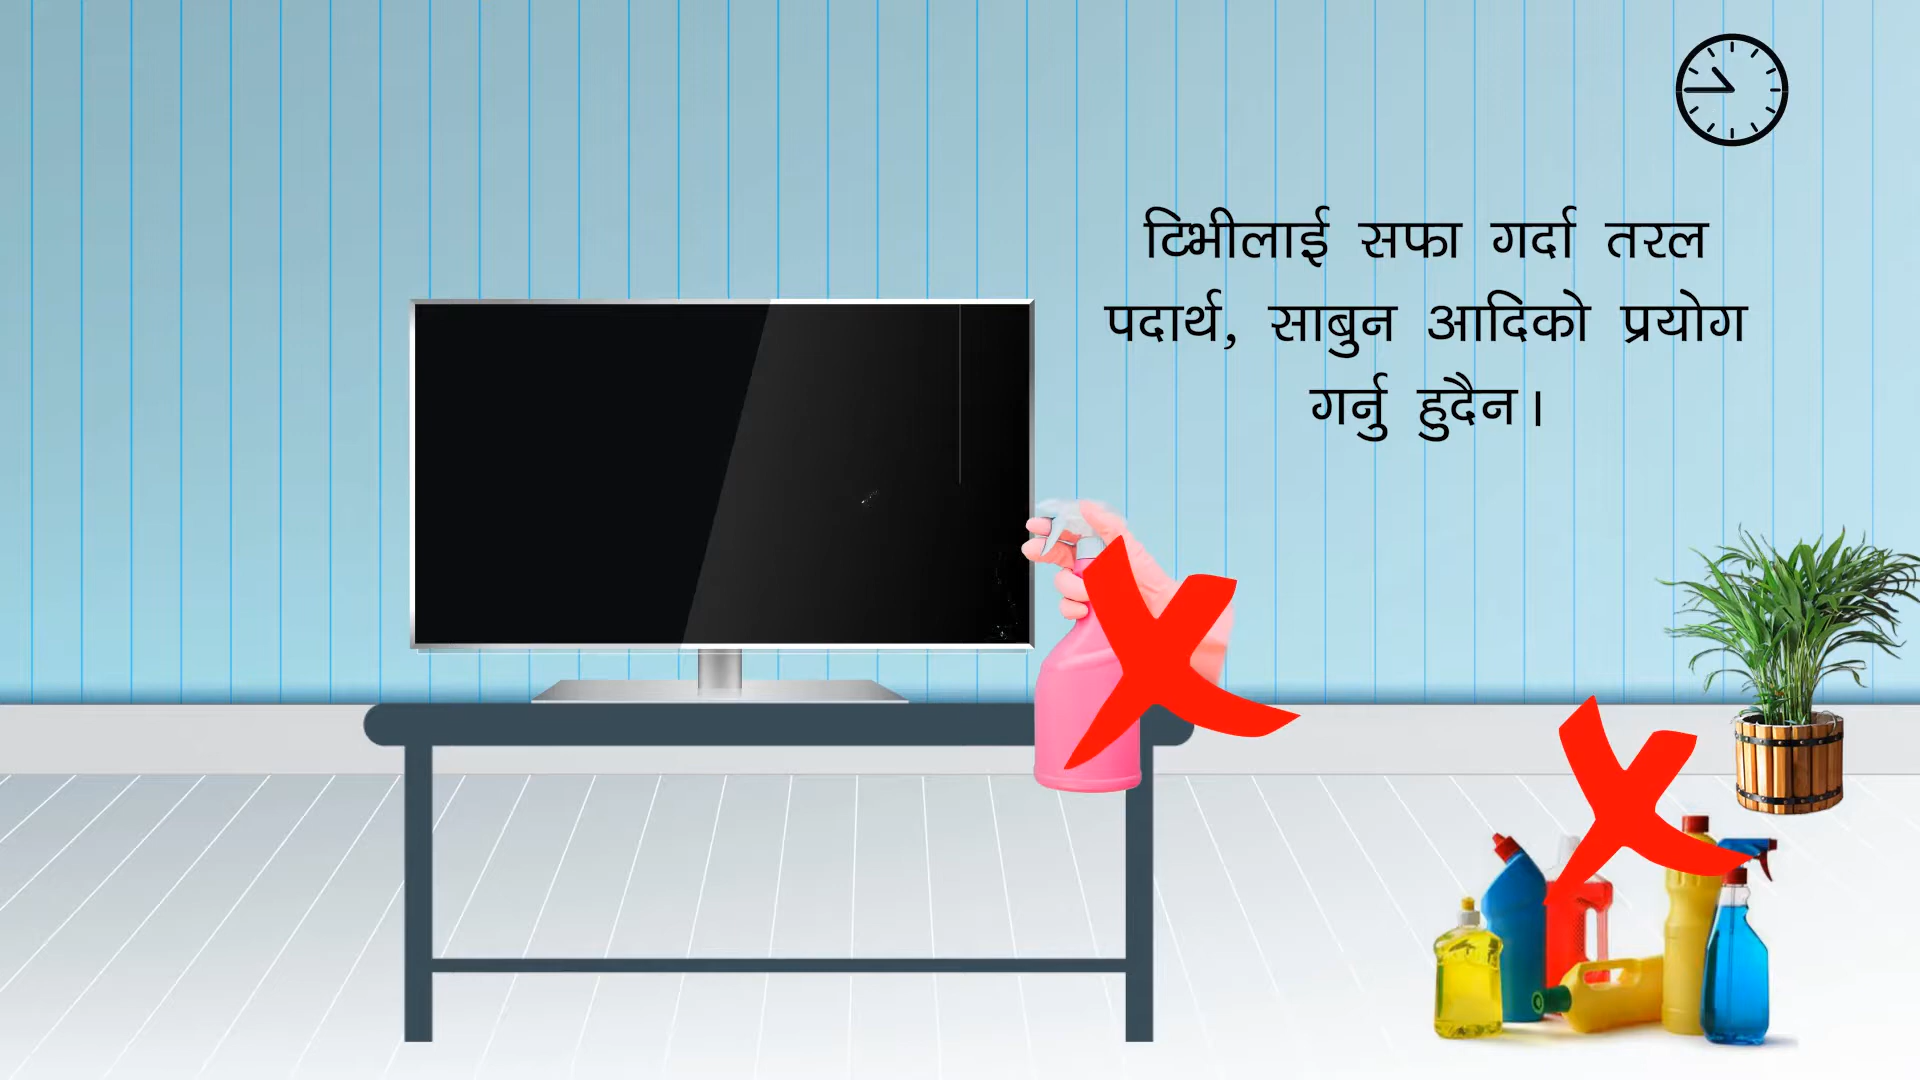 टिभीलाई सफा गर्दा तरल
पदार्थ, साबुन आदिको प्रयोग
गर्नु हुदैन।